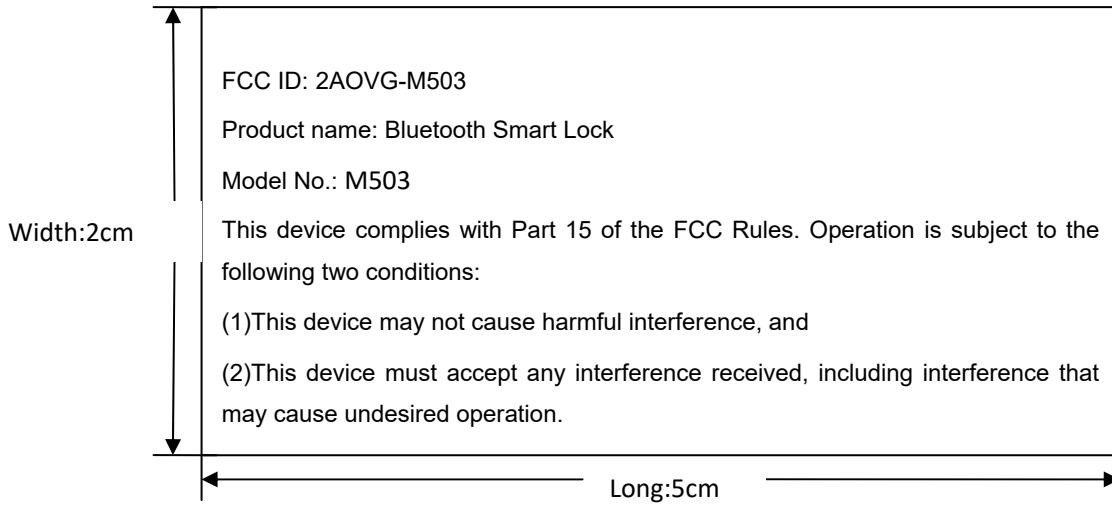 FCC ID: 2AOVG-M503
Product name: Bluetooth Smart Lock
Model No.: M503
Width:2cm
This device complies with Part 15 of the FCC Rules. Operation is subject to the
following two conditions:
(1)This device may not cause harmful interference, and
(2)This device must accept any interference received, including interference that
may cause undesired operation.
Long:5cm